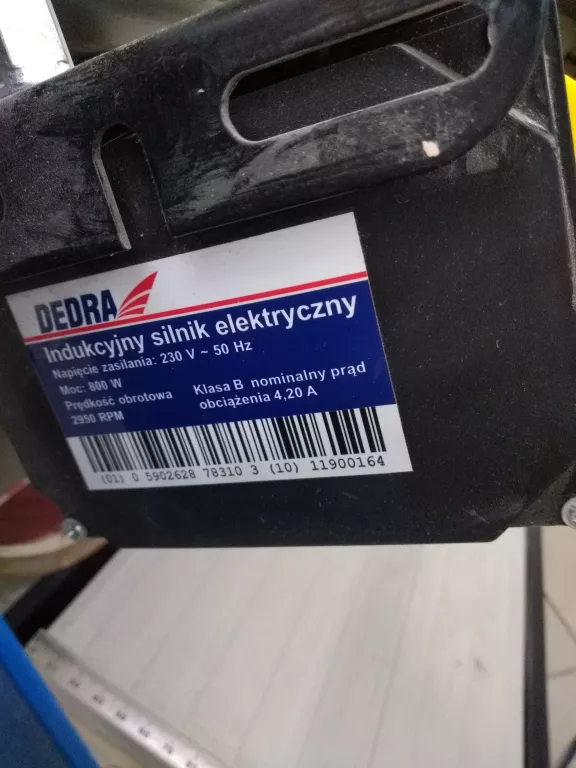 DEDRA
Indukcyjny silnik elektryczny
Napięcie zasilania: 230 V ~ 50 Hz
Moc: 800 W
Prędkość obrotowa
2950 RPM
Klasa B nominalny prąd
obciążenia 4,20 A
(01) 0 5902628 78310 3 (10) 11900164